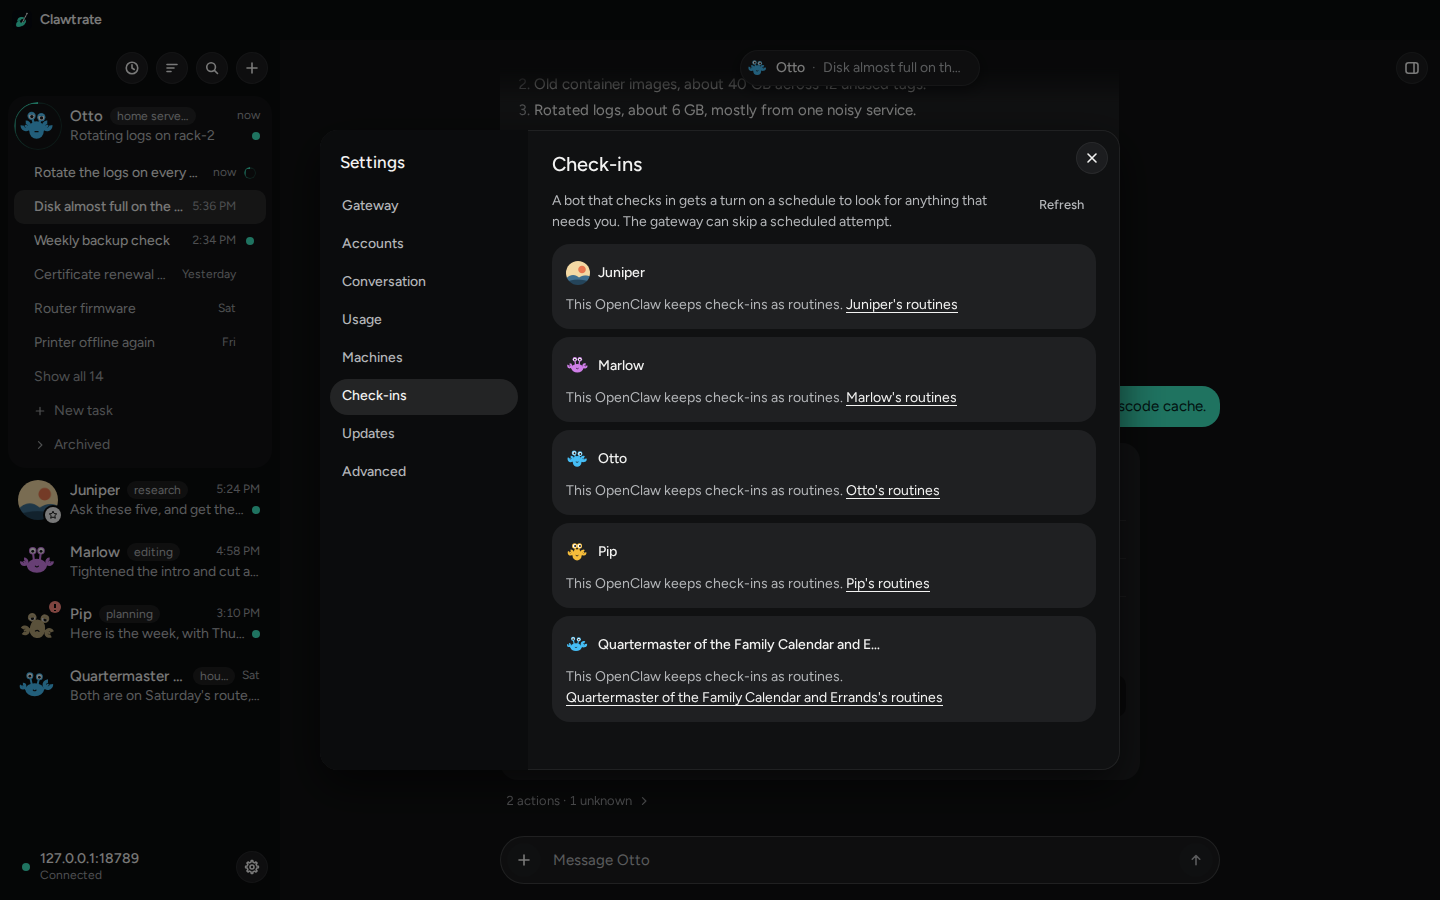 Clawtrate
Otto · Disk almost full on th...
Otto home serve... now
Rotating logs on rack-2
Rotate the logs on every ... now
Disk almost full on the ... 5:36 PM
Weekly backup check 2:34 PM
Certificate renewal ... Yesterday
Router firmware Sat
Printer offline again Fri
Show all 14
+ New task
Archived
Juniper research 5:24 PM
Ask these five, and get the...
Marlow editing 4:58 PM
Tightened the intro and cut a...
Pip planning 3:10 PM
Here is the week, with Thu...
Quartermaster ... hou... Sat
Both are on Saturday's route,...
127.0.0.1:18789
Connected
2. Old container images, about 40 GB across 12 unused tags.
3. Rotated logs, about 6 GB, mostly from one noisy service.
Settings
Gateway
Accounts
Conversation
Usage
Machines
Check-ins
Updates
Advanced
Check-ins
A bot that checks in gets a turn on a schedule to look for anything that
needs you. The gateway can skip a scheduled attempt.
Refresh
Juniper
This OpenClaw keeps check-ins as routines. Juniper's routines
Marlow
This OpenClaw keeps check-ins as routines. Marlow's routines
Otto
This OpenClaw keeps check-ins as routines. Otto's routines
Pip
This OpenClaw keeps check-ins as routines. Pip's routines
Quartermaster of the Family Calendar and E...
This OpenClaw keeps check-ins as routines.
Quartermaster of the Family Calendar and Errands's routines
scode cache.
2 actions · 1 unknown
Message Otto